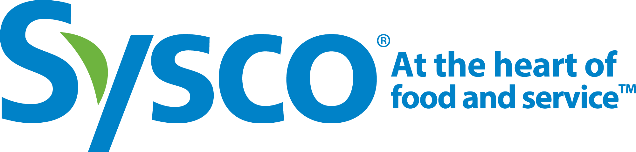 Sysco®
At the heart of
food and service™